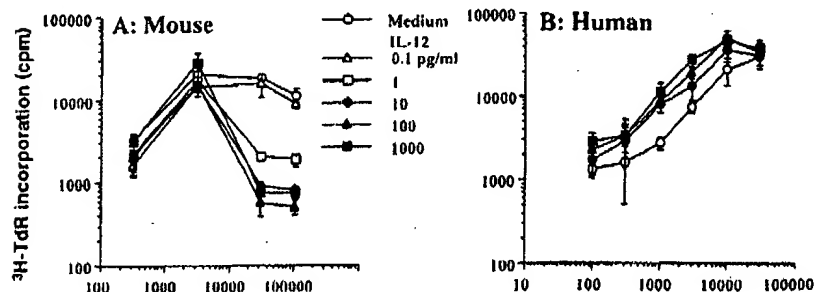 A: Mouse
B: Human
³H-TdR incorporation (cpm)
100000
10000
1000
100
100 1000 10000 100000
Medium
IL-12
0.1 pg/ml
1
10
100
1000
100000
10000
1000
100
10 100 1000 10000 100000